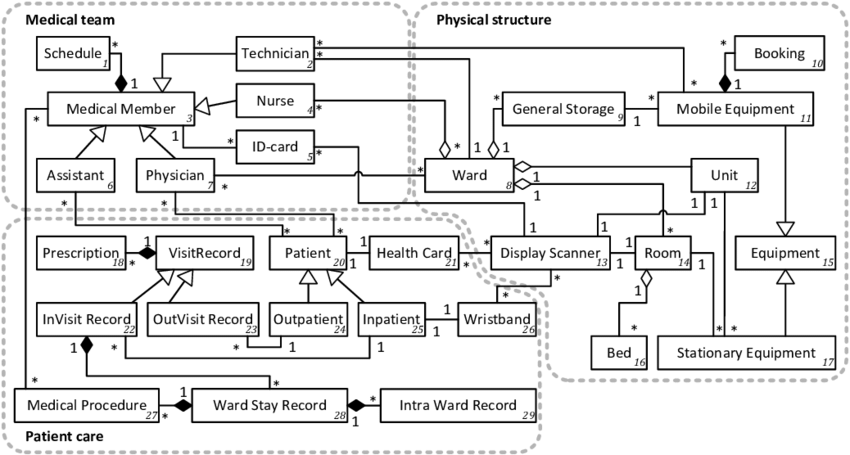 Medical team
Physical structure
Schedule 1
*
1
Technician 2
*
*
*
Booking 10
*
1
Medical Member 3
*
1
Nurse 4
*
General Storage 9
*
1
*
Mobile Equipment 11
ID-card 5
*
*
*
1
1
Assistant 6
*
Physician 7
*
*
*
Ward 8
1
1
Unit 12
1
1
Prescription 18
*
1
VisitRecord 19
Patient 20
*
*
1
1
Health Card 21
*
Display Scanner 13
1
1
*
1
1
Room 14
*
1
1
Equipment 15
InVisit Record 22
1
*
OutVisit Record 23
*
Outpatient 24
1
Inpatient 25
1
1
1
Wristband 26
*
Bed 16
*
Stationary Equipment 17
*
*
Medical Procedure 27
*
*
1
Ward Stay Record 28
*
1
*
Intra Ward Record 29
Patient care